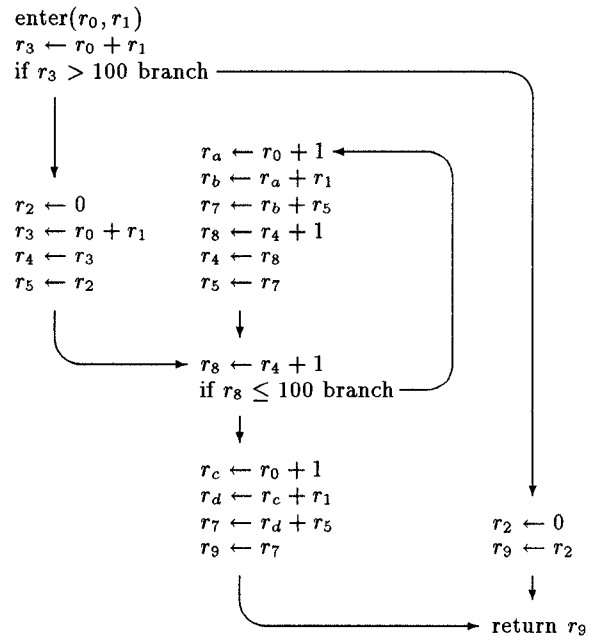 enter(r₀, r₁)
r₃ ← r₀ + r₁
if r₃ > 100 branch
r₂ ← 0
r₃ ← r₀ + r₁
r₄ ← r₃
r₅ ← r₂
rₐ ← r₀ + 1
r_b ← rₐ + r₁
r₇ ← r_b + r₅
r₈ ← r₄ + 1
r₄ ← r₈
r₅ ← r₇
r₈ ← r₄ + 1
if r₈ ≤ 100 branch
r_c ← r₀ + 1
r_d ← r_c + r₁
r₇ ← r_d + r₅
r₉ ← r₇
r₂ ← 0
r₉ ← r₂
return r₉